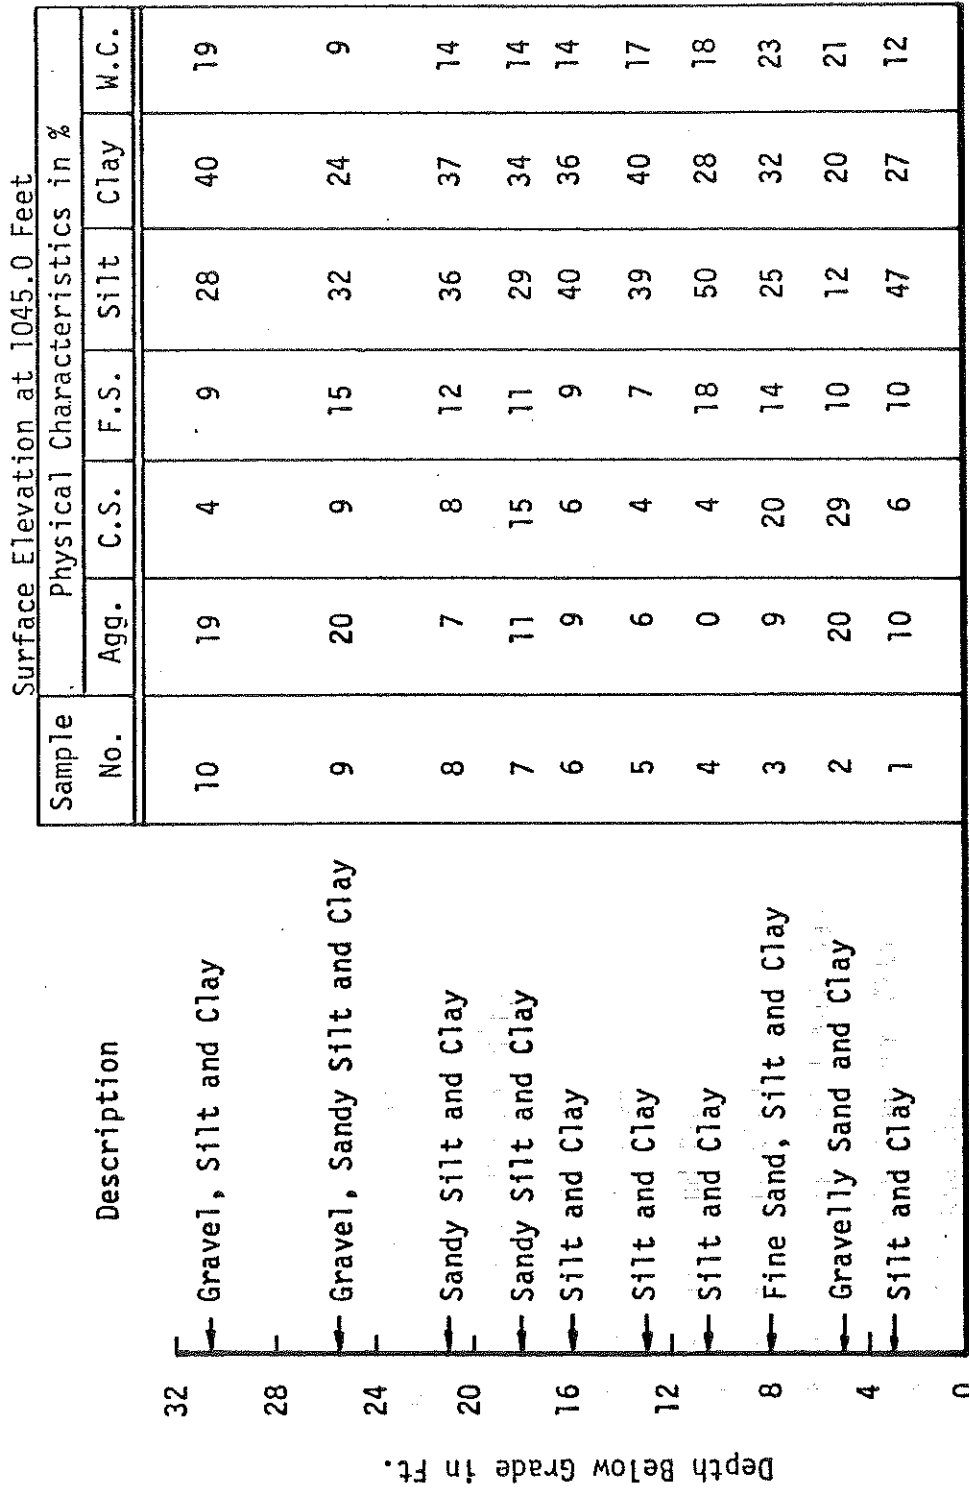 Surface Elevation at 1045.0 Feet
Description
Sample No. Physical Characteristics in %
Agg. C.S. F.S. Silt Clay W.C.
32 Gravel, Silt and Clay 10 19 4 9 28 40 19
28
Gravel, Sandy Silt and Clay 9 20 9 15 32 24 9
24
Sandy Silt and Clay 8 7 8 12 36 37 14
20
Sandy Silt and Clay 7 11 15 11 29 34 14
16 Silt and Clay 6 9 6 9 40 36 14
Silt and Clay 5 6 4 7 39 40 17
12
Silt and Clay 4 0 4 18 50 28 18
8 Fine Sand, Silt and Clay 3 9 20 14 25 32 23
Gravelly Sand and Clay 2 20 29 10 12 20 21
4
Silt and Clay 1 10 6 10 47 27 12
0
Depth Below Grade in Ft.